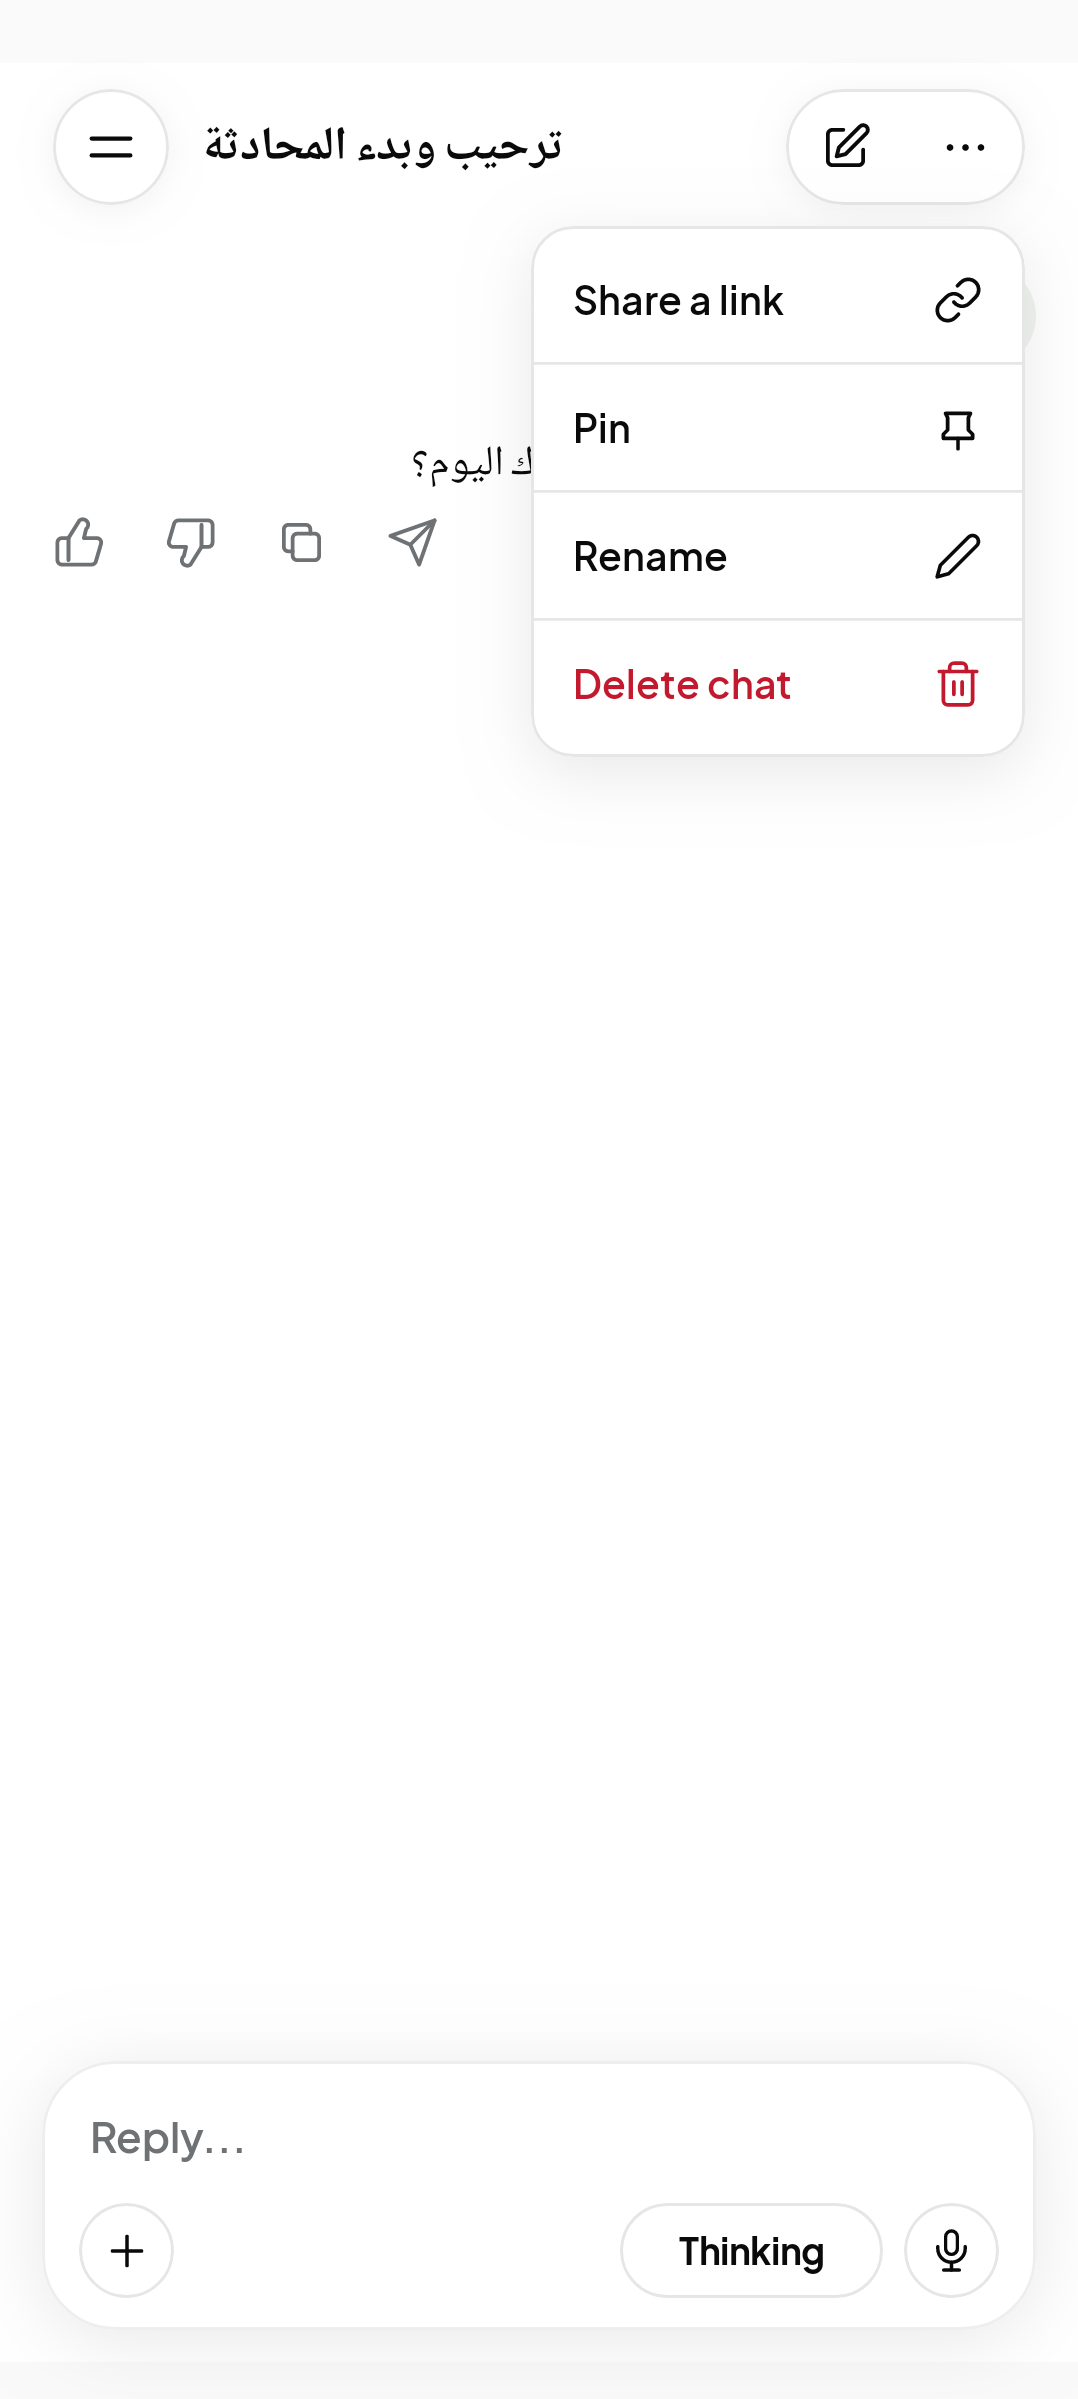 ترحيب وبدء المحادثة
Share a link
Pin
ك اليوم؟
Rename
Delete chat
Reply...
Thinking